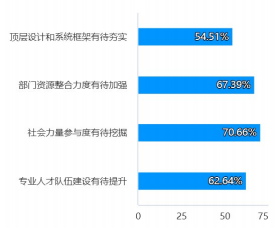 顶层设计和系统框架有待夯实
54.51%
部门资源整合力度有待加强
67.39%
社会力量参与度有待挖掘
70.66%
专业人才队伍建设有待提升
62.64%
0
25
50
75